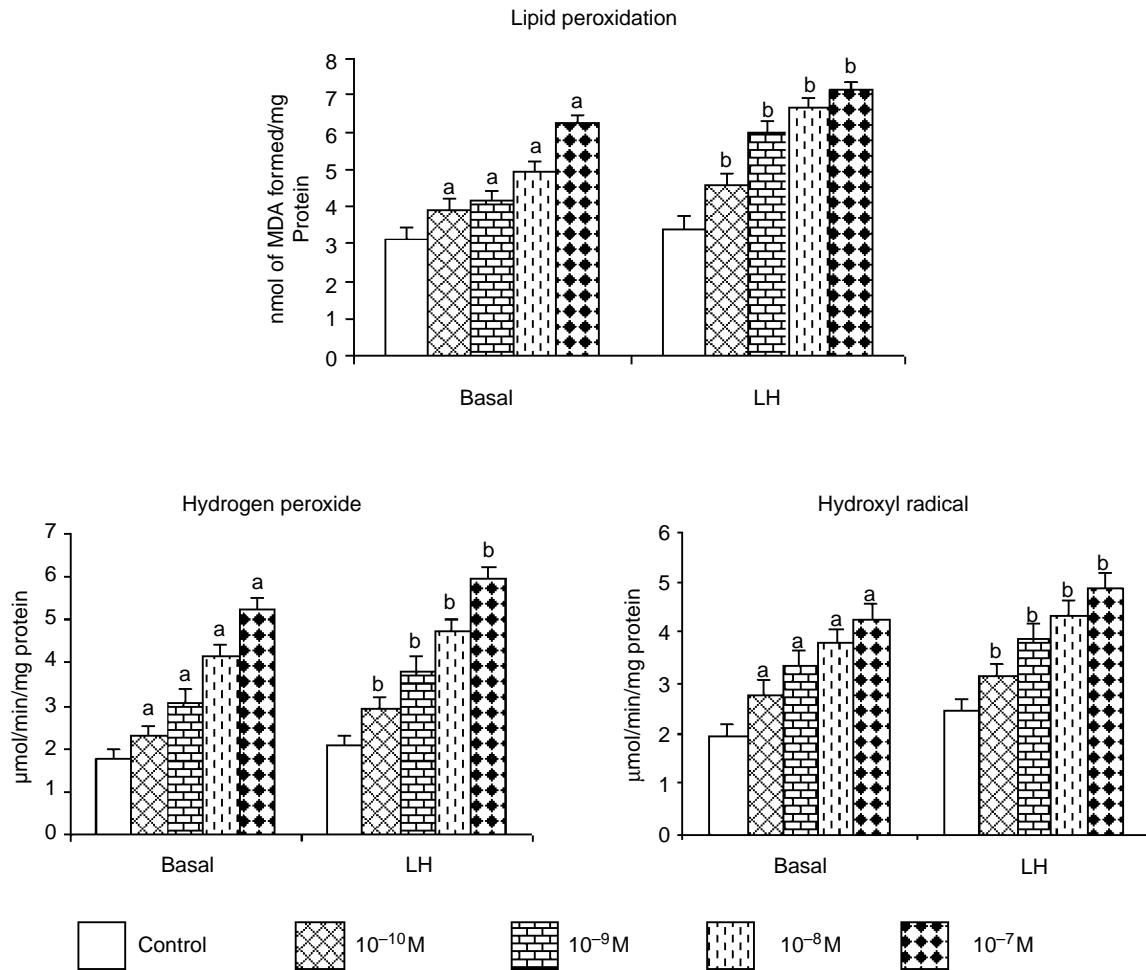 Lipid peroxidation
nmol of MDA formed/mg
Protein
8
7
6
5
4
3
2
1
0
a
a
a
a
b
b
b
b
Basal
LH
Hydrogen peroxide
μmol/min/mg protein
7
6
5
4
3
2
1
0
a
a
a
a
b
b
b
b
Basal
LH
Hydroxyl radical
μmol/min/mg protein
6
5
4
3
2
1
0
a
a
a
a
b
b
b
b
Basal
LH
Control
10⁻¹⁰M
10⁻⁹M
10⁻⁸M
10⁻⁷M